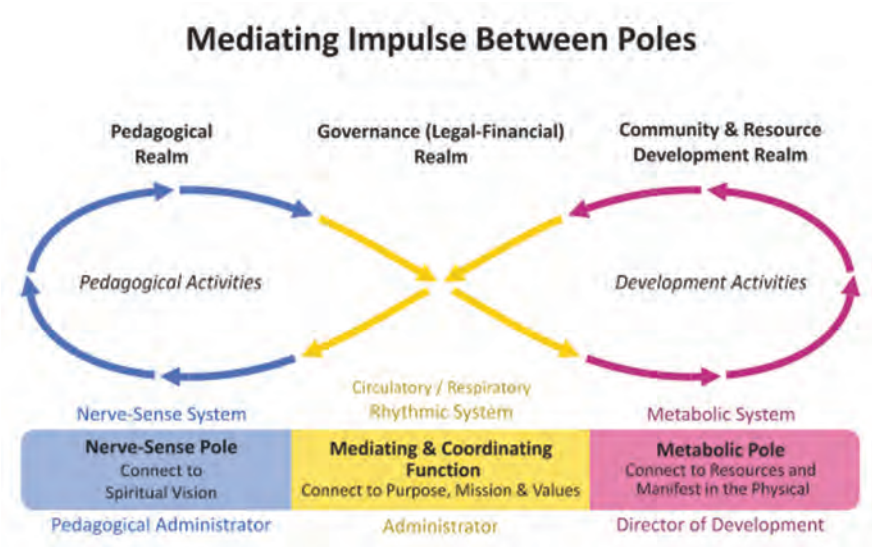 Mediating Impulse Between Poles
Pedagogical
Realm
Governance (Legal-Financial)
Realm
Community & Resource
Development Realm
Pedagogical Activities
Development Activities
Nerve-Sense System
Circulatory / Respiratory
Rhythmic System
Metabolic System
Nerve-Sense Pole
Connect to
Spiritual Vision
Mediating & Coordinating
Function
Connect to Purpose, Mission & Values
Metabolic Pole
Connect to Resources and
Manifest in the Physical
Pedagogical Administrator
Administrator
Director of Development